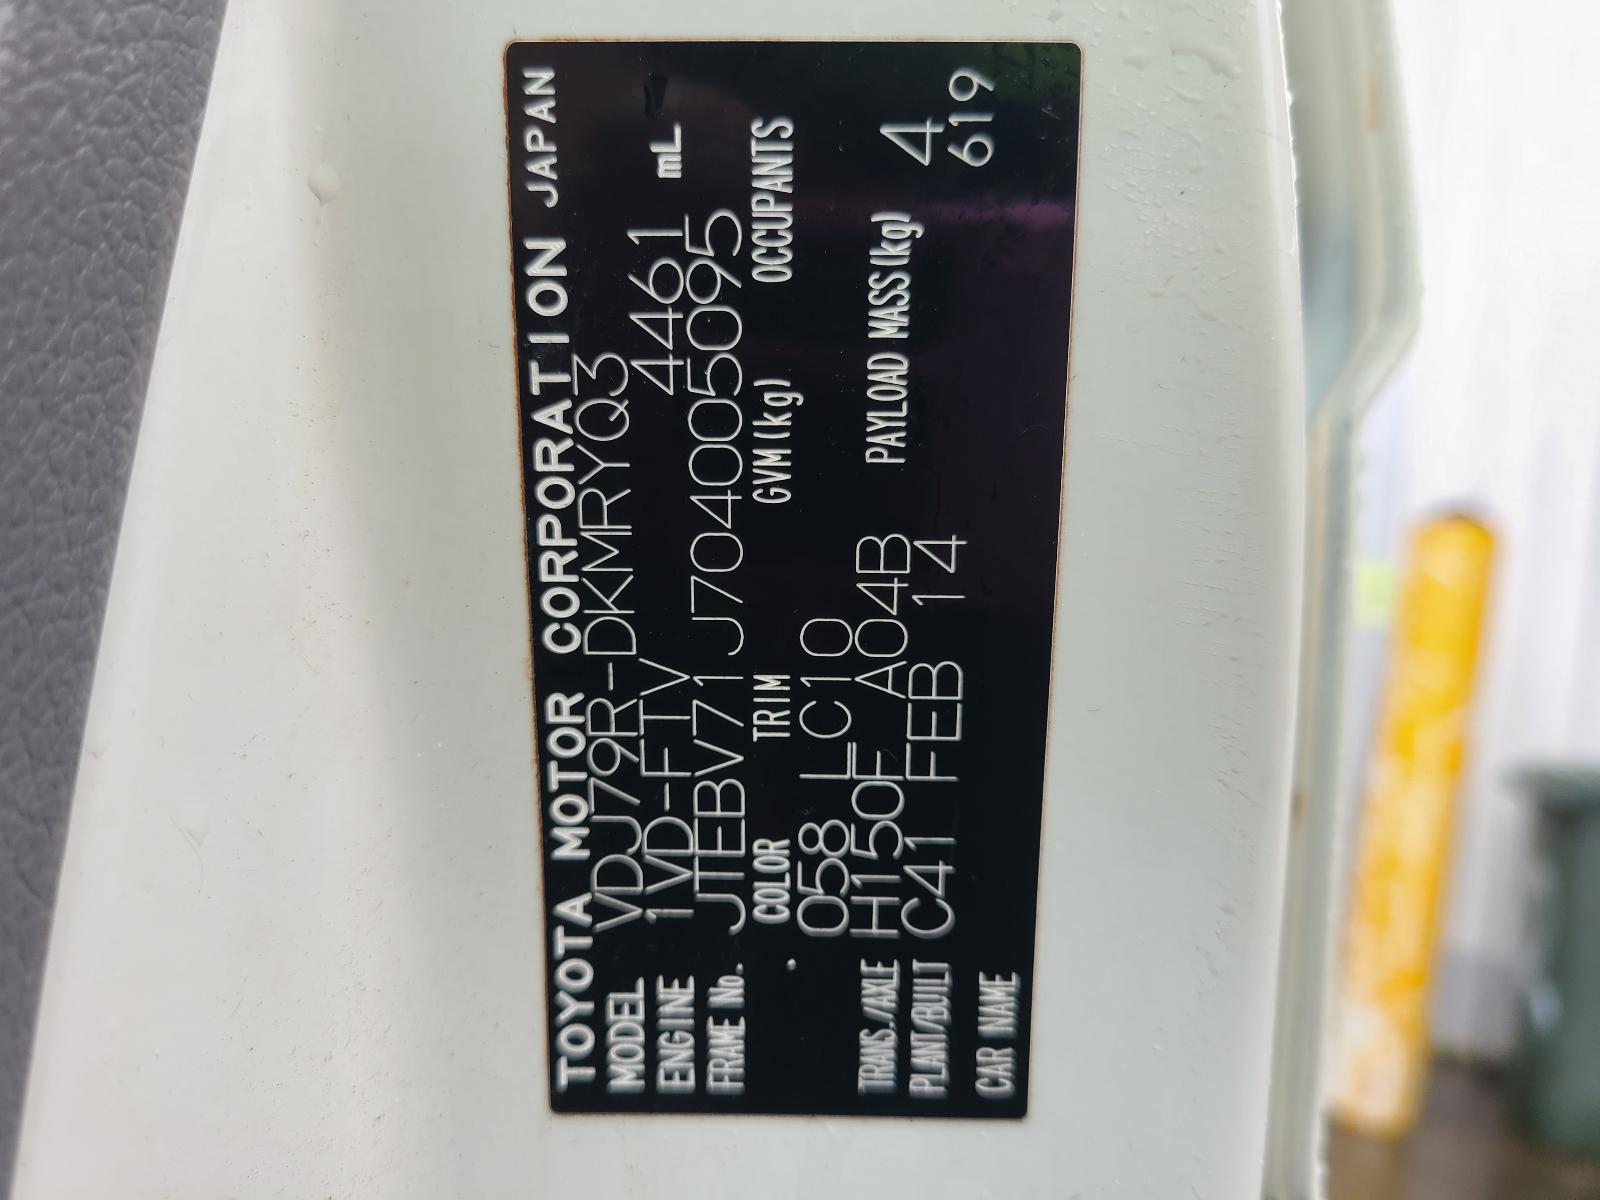 TOYOTA MOTOR CORPORATION JAPAN
MODEL VDJ79R-DKMRYQ3
ENGINE 1VD-FTV 4461 mL
FRAME No. JTEBV71J704005095
COLOR TRIM GVM(kg) OCCUPANTS
058 LC10
TRANS./AXLE H150F A04B PAYLOAD MASS(kg) 4
PLANT/BUILT C41 FEB 14 619
CAR NAME